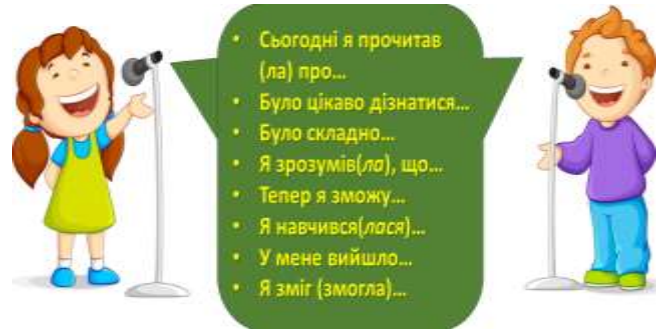 • Сьогодні я прочитав
(ла) про...
• Було цікаво дізнатися...
• Було складно...
• Я зрозумів(ла), що...
• Тепер я зможу...
• Я навчився(лася)...
• У мене вийшло...
• Я зміг (змогла)...